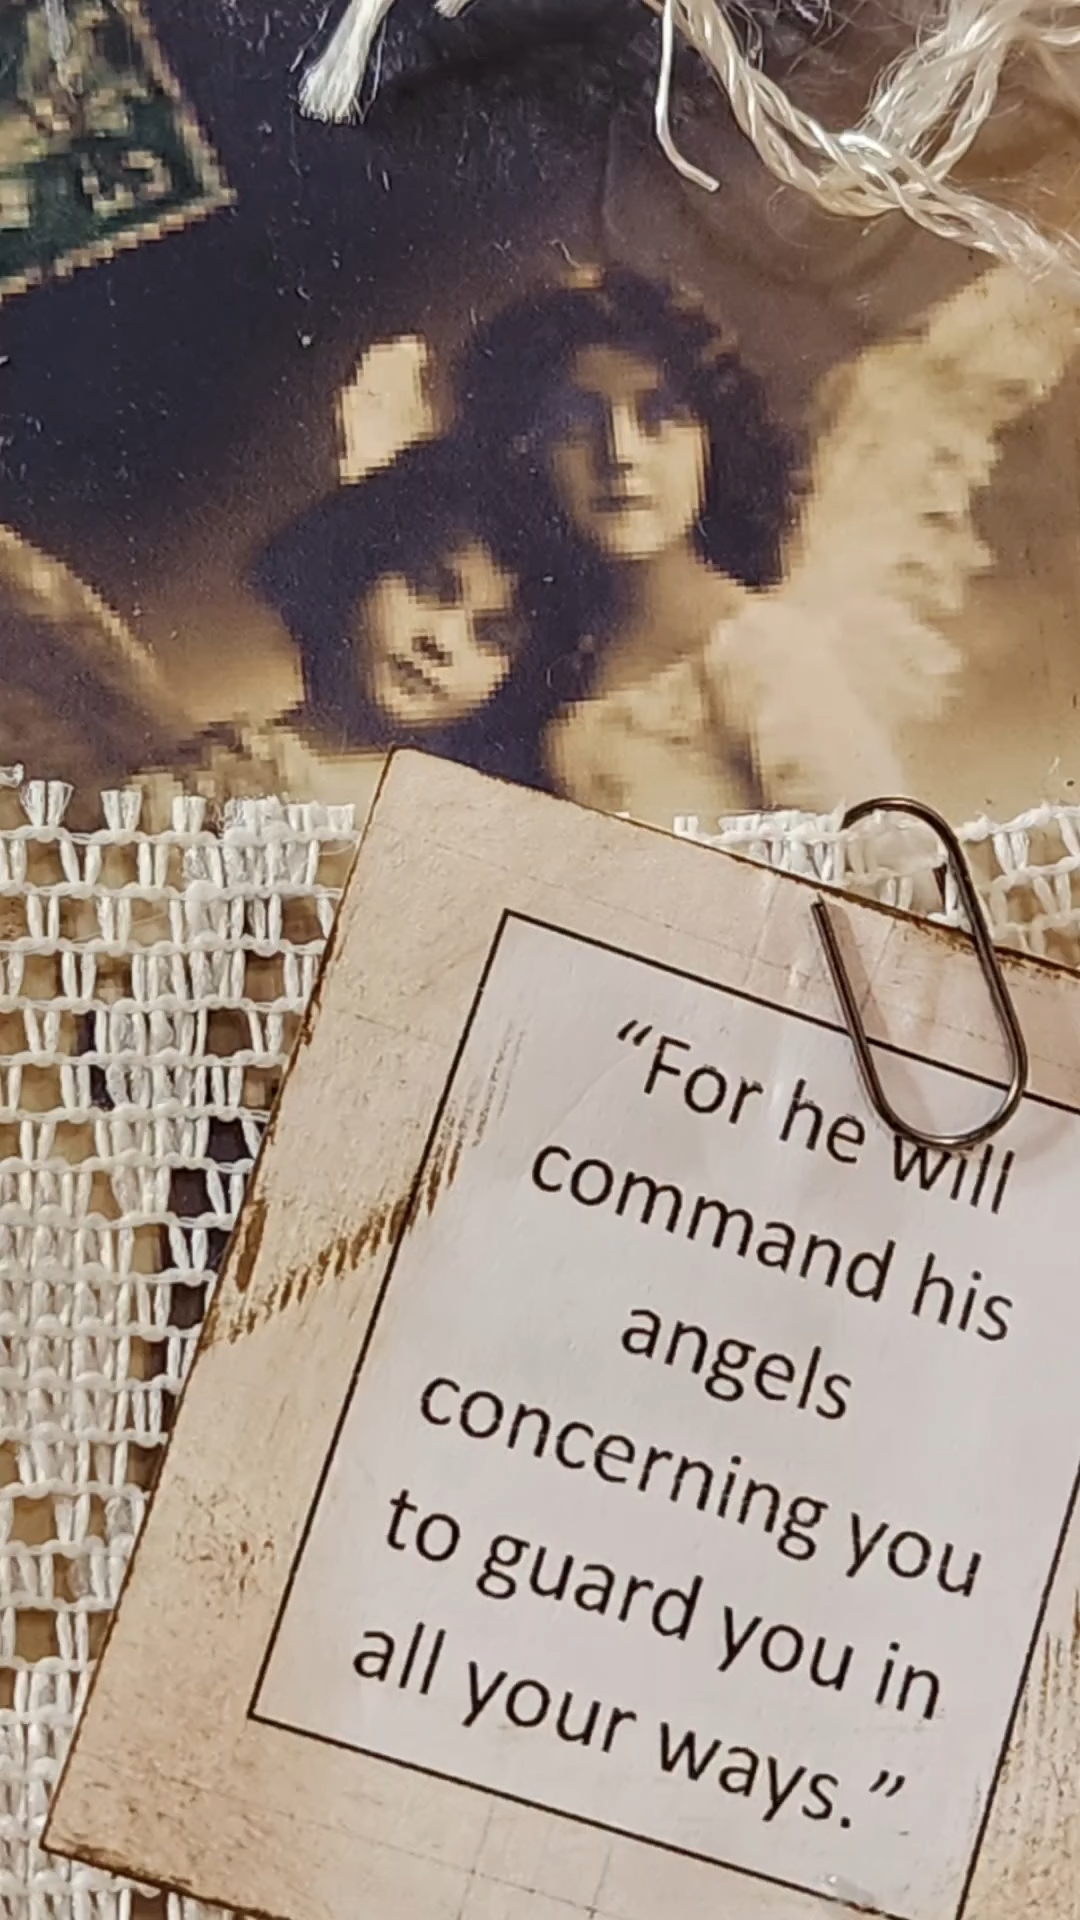 “For he will
command his
angels
concerning you
to guard you in
all your ways.”